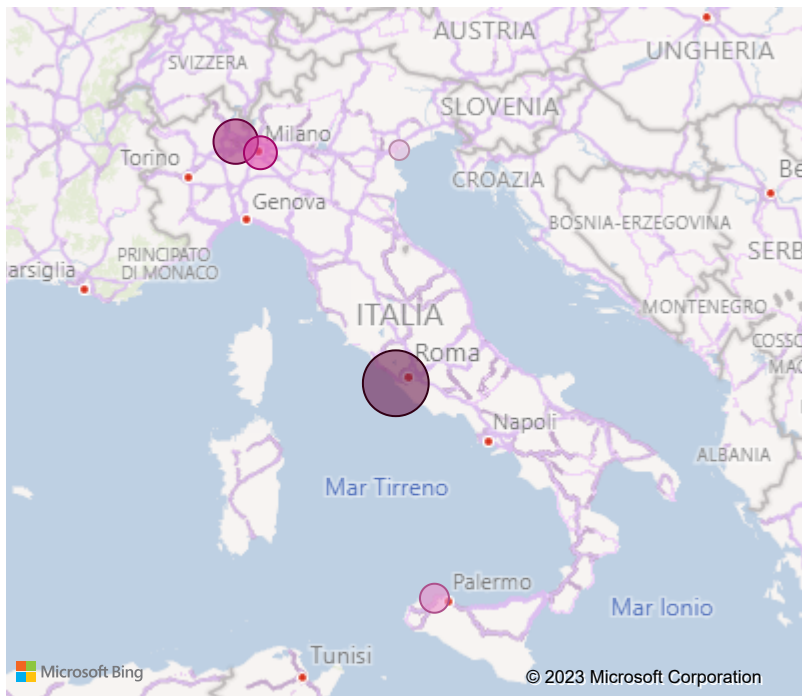 AUSTRIA
UNGHERIA
SVIZZERA
SLOVENIA
Milano
Torino
CROAZIA
Be
Genova
BOSNIA-ERZEGOVINA
SERB
PRINCIPATO
DI MONACO
arsiglia
MONTENEGRO
ITALIA
COSSO
MAC
Roma
Napoli
ALBANIA
Mar Tirreno
Palermo
Mar Ionio
Tunisi
Microsoft Bing
© 2023 Microsoft Corporation